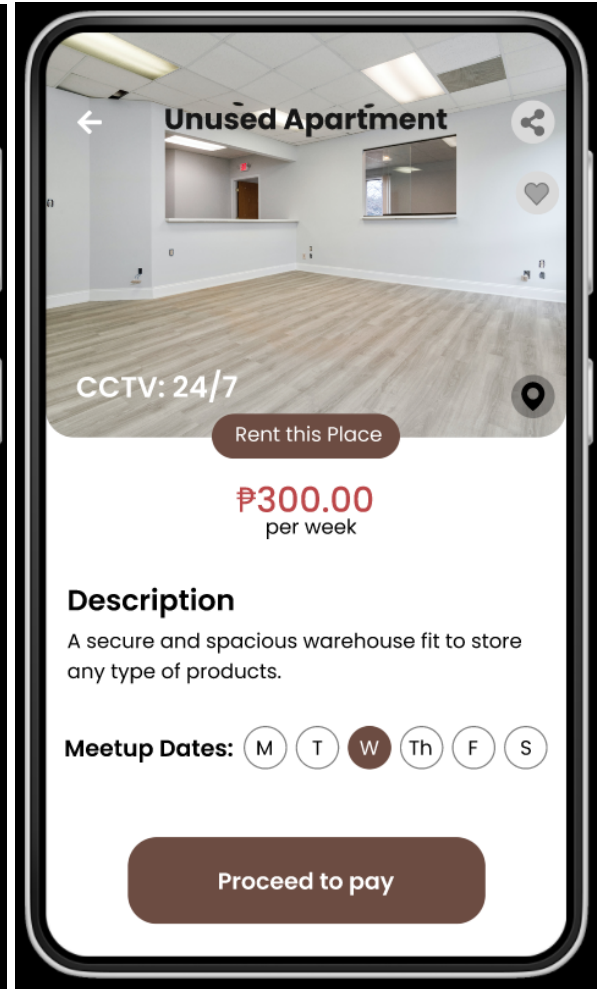 Unused Apartment
CCTV: 24/7
Rent this Place
₱300.00
per week
Description
A secure and spacious warehouse fit to store
any type of products.
Meetup Dates: M T W Th F S
Proceed to pay